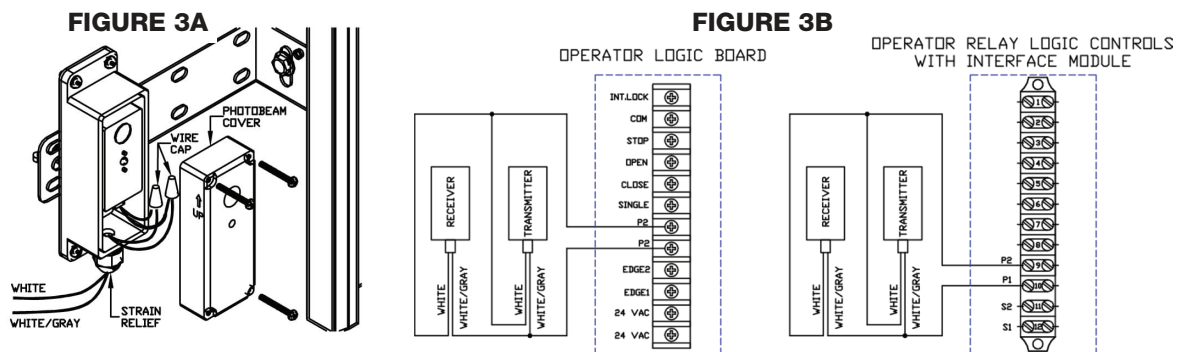 FIGURE 3A
PHOTOBEAM
COVER
WIRE
CAP
UP
WHITE
WHITE/GRAY
STRAIN
RELIEF
FIGURE 3B
OPERATOR LOGIC BOARD
INT.LOCK
COM
STOP
OPEN
CLOSE
SINGLE
P2
P2
EDGE2
EDGE1
24 VAC
24 VAC
RECEIVER
TRANSMITTER
WHITE
WHITE/GRAY
WHITE
WHITE/GRAY
OPERATOR RELAY LOGIC CONTROLS
WITH INTERFACE MODULE
1
2
3
4
5
6
7
8
P2 9
P1 10
S2 11
S1 12
RECEIVER
TRANSMITTER
WHITE
WHITE/GRAY
WHITE
WHITE/GRAY